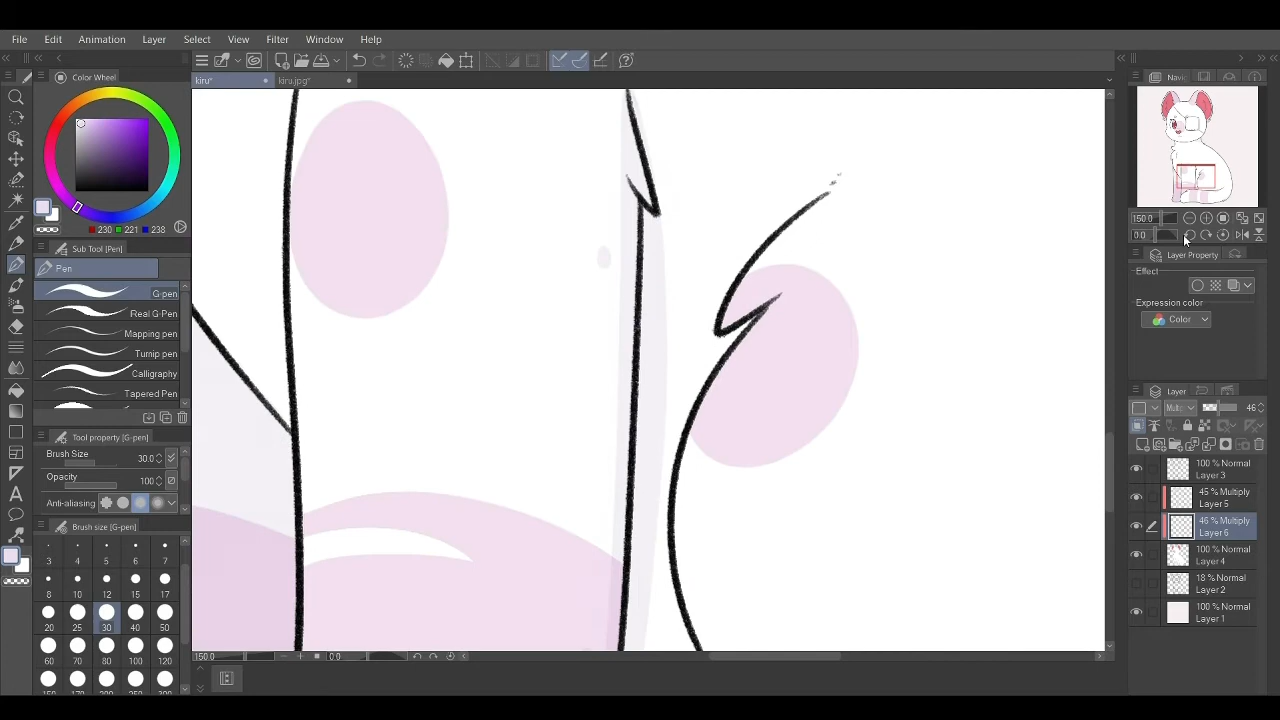 File Edit Animation Layer Select View Filter Window Help
kiru*
kiru.jpg*
Color Wheel
230 221 238
Sub Tool [Pen]
Pen
G-pen
Real G-Pen
Mapping pen
Turnip pen
Calligraphy
Tapered Pen
Tool property [G-pen]
Brush Size 30.0
Opacity 100
Anti-aliasing
Brush size [G-pen]
3 4 5 6 7
8 10 12 15 17
20 25 30 40 50
60 70 80 100 120
150.0 0.0
Navic
150.0
0.0
Layer Property
Effect
Expression color
Color
Layer
Multi 46
100 % Normal
Layer 3
45 % Multiply
Layer 5
46 % Multiply
Layer 6
100 % Normal
Layer 4
18 % Normal
Layer 2
100 % Normal
Layer 1